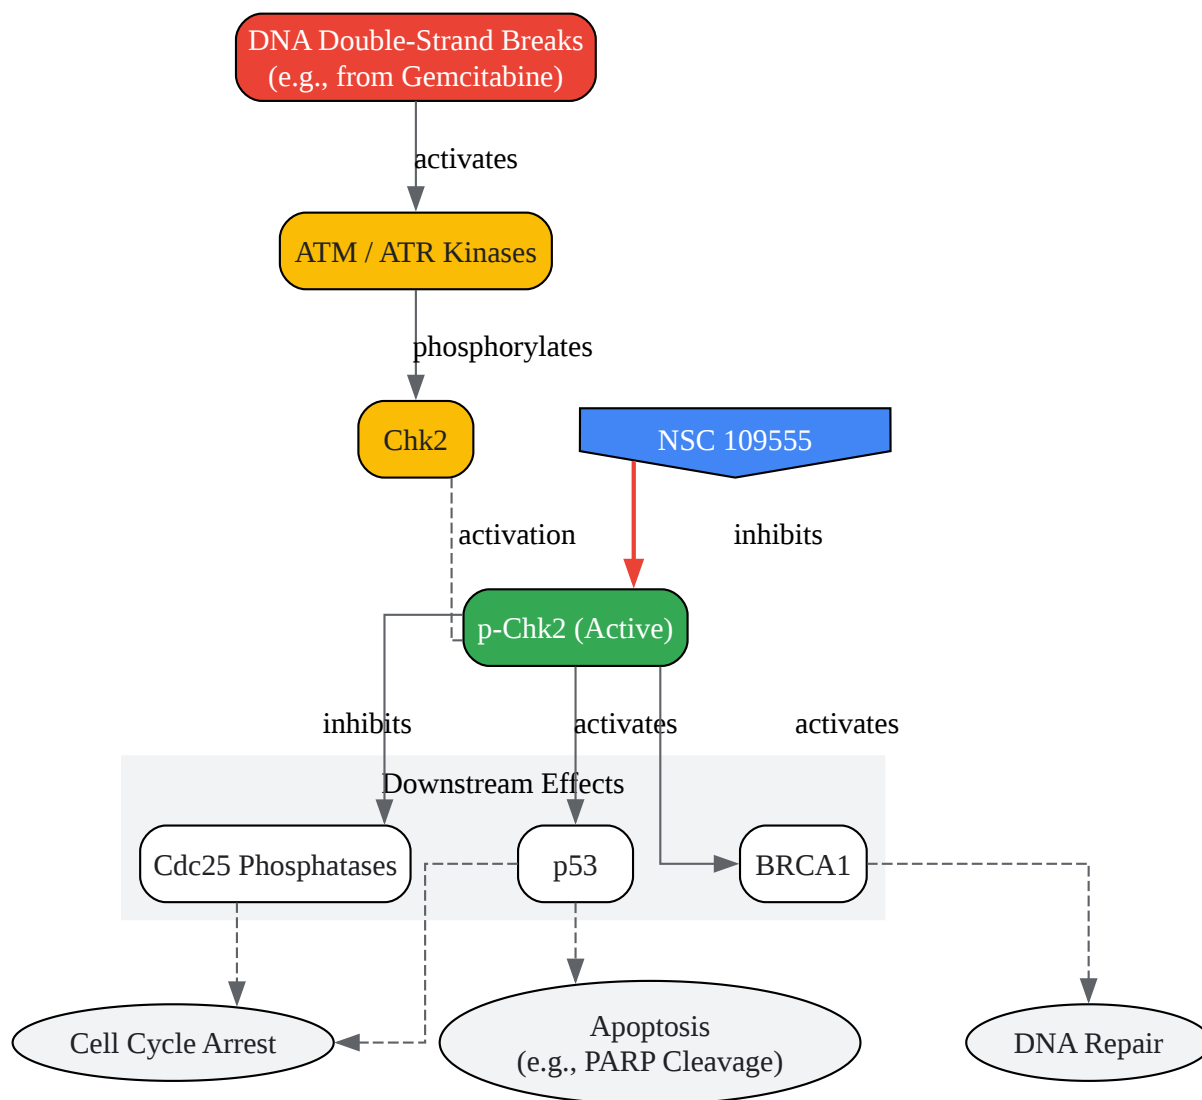 DNA Double-Strand Breaks
(e.g., from Gemcitabine)
activates
ATM / ATR Kinases
phosphorylates
Chk2
NSC 109555
activation
inhibits
p-Chk2 (Active)
inhibits
activates
activates
Downstream Effects
Cdc25 Phosphatases
p53
BRCA1
Cell Cycle Arrest
Apoptosis
(e.g., PARP Cleavage)
DNA Repair